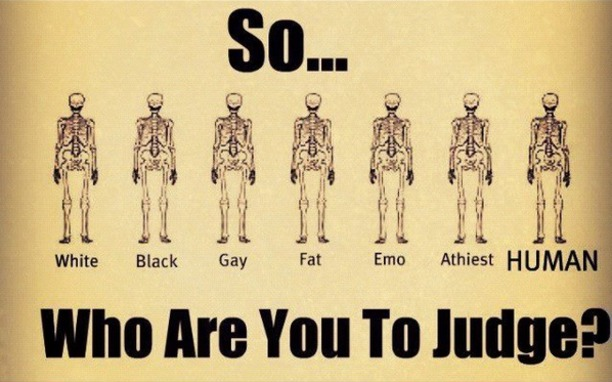 So...
White Black Gay Fat Emo Athiest HUMAN
Who Are You To Judge?